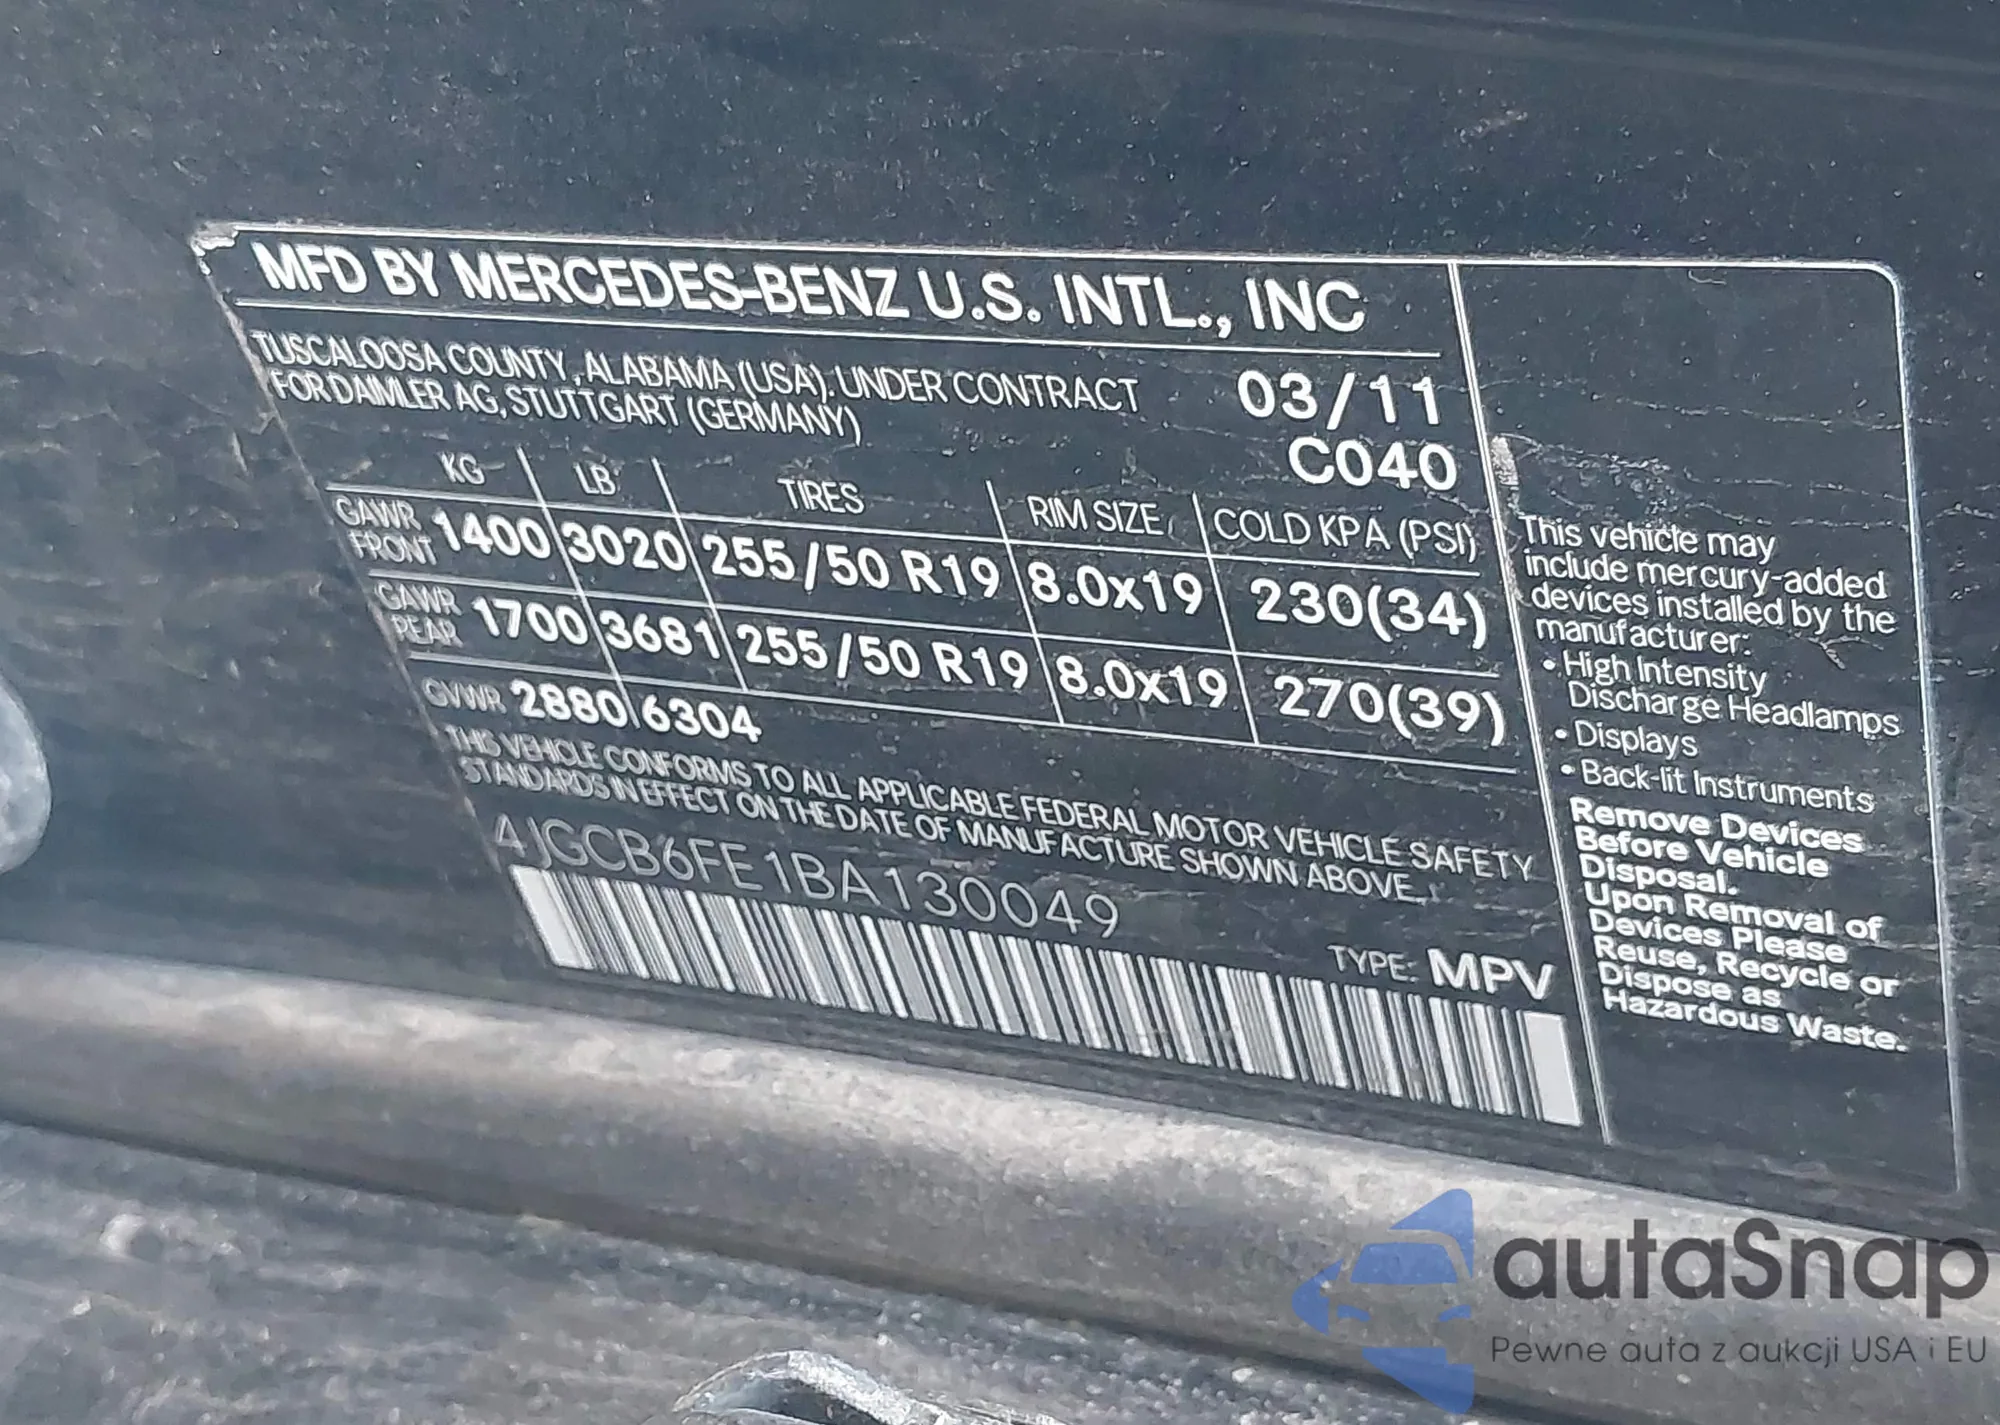 MFD BY MERCEDES-BENZ U.S. INTL., INC
TUSCALOOSA COUNTY, ALABAMA (USA). UNDER CONTRACT
FOR DAIMLER AG, STUTTGART (GERMANY)
03/11
C040
KG LB TIRES RIM SIZE COLD KPA (PSI)
GAWR FRONT 1400 3020 255/50 R19 8.0x19 230(34)
GAWR REAR 1700 3681 255/50 R19 8.0x19 270(39)
GVWR 2880 6304
THIS VEHICLE CONFORMS TO ALL APPLICABLE FEDERAL MOTOR VEHICLE SAFETY
STANDARDS IN EFFECT ON THE DATE OF MANUFACTURE SHOWN ABOVE.
4JGCB6FE1BA130049
TYPE: MPV
This vehicle may
include mercury-added
devices installed by the
manufacturer:
• High Intensity
Discharge Headlamps
• Displays
• Back-lit Instruments
Remove Devices
Before Vehicle
Disposal.
Upon Removal of
Devices Please
Reuse, Recycle or
Dispose as
Hazardous Waste.
autaSnap
Pewne auta z aukcji USA i EU